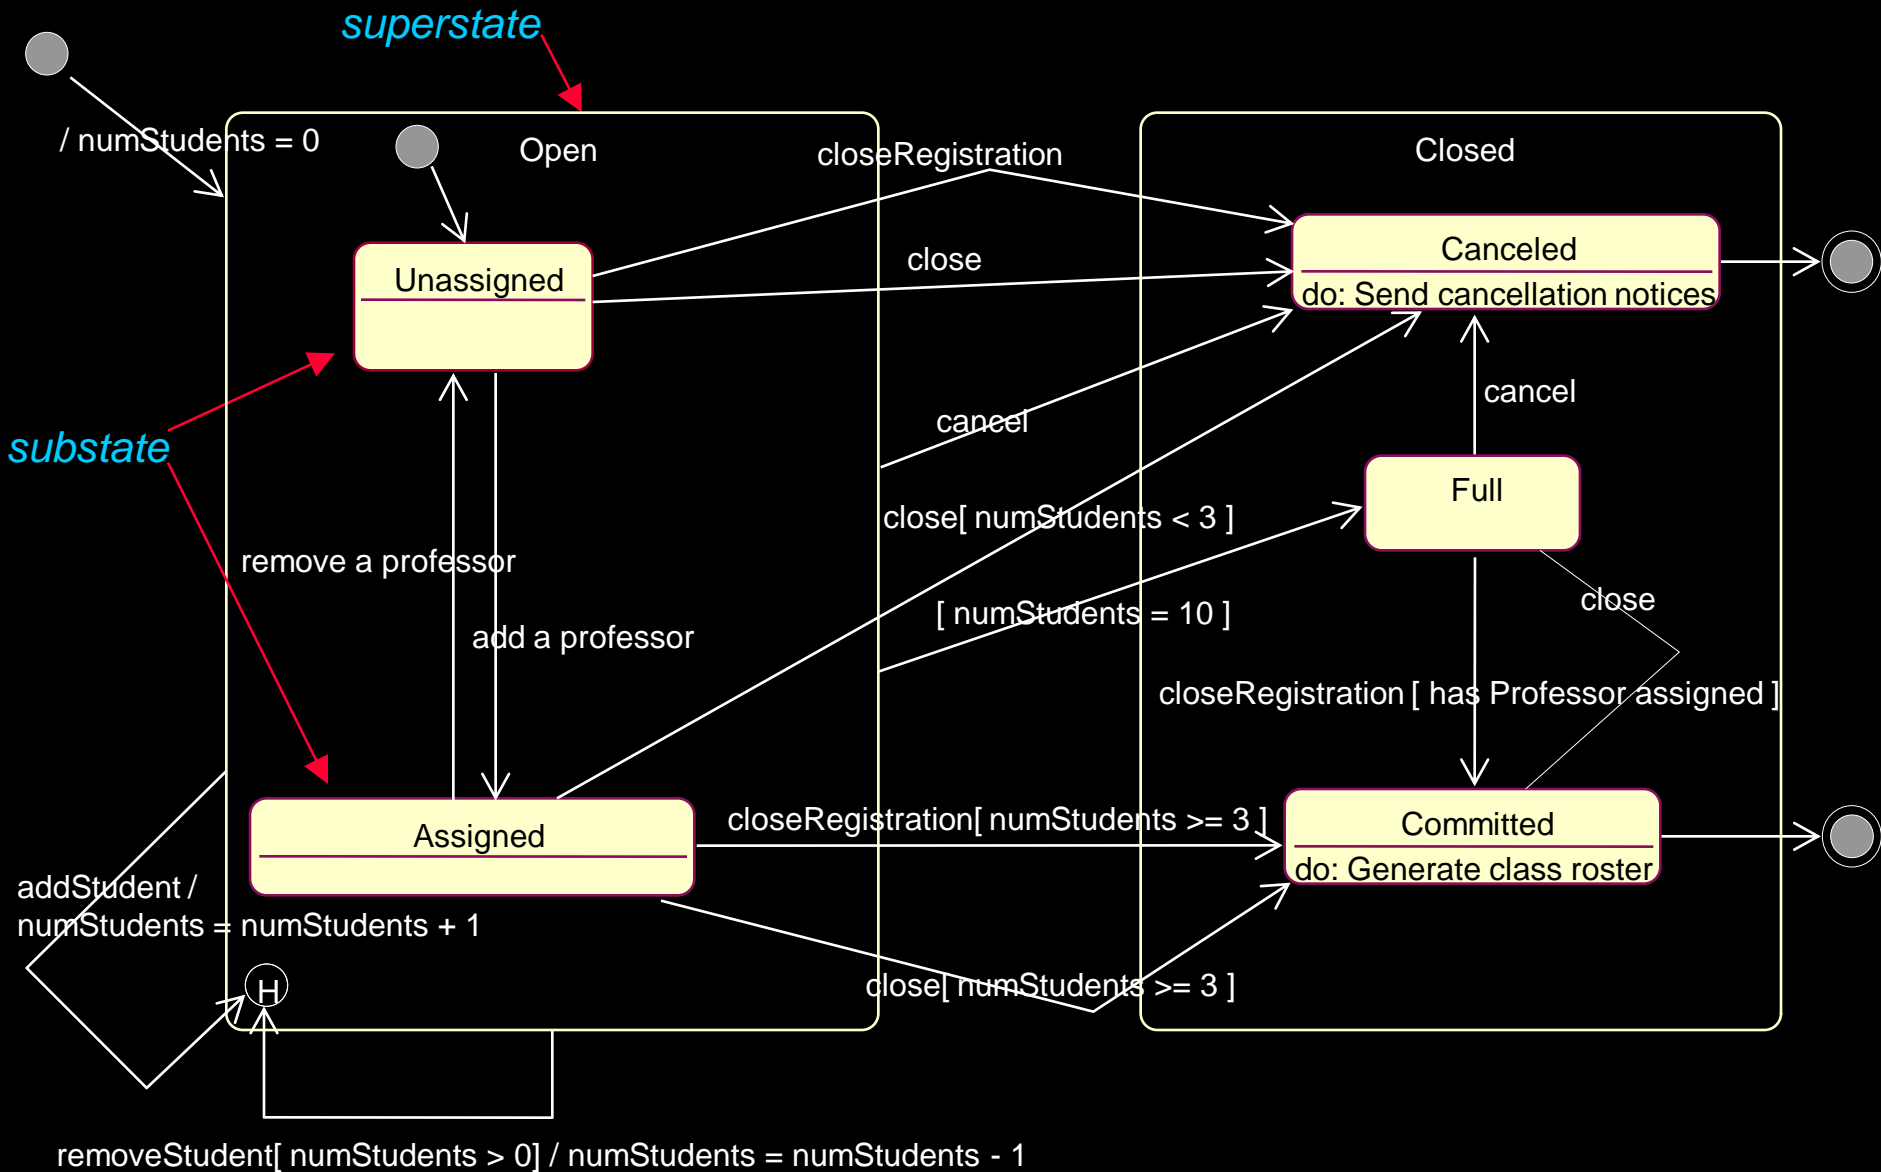 superstate
/ numStudents = 0
Open
closeRegistration
Closed
Unassigned
close
Canceled
do: Send cancellation notices
cancel
cancel
substate
Full
close[ numStudents < 3 ]
remove a professor
close
[ numStudents = 10 ]
add a professor
closeRegistration [ has Professor assigned ]
Assigned
closeRegistration[ numStudents >= 3 ]
Committed
do: Generate class roster
addStudent /
numStudents = numStudents + 1
H
close[ numStudents >= 3 ]
removeStudent[ numStudents > 0] / numStudents = numStudents - 1